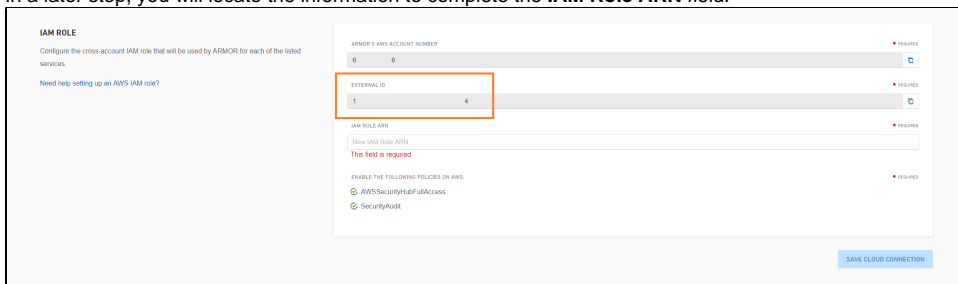 In a later step, you will locate the information to complete the IAM Role ARN field.
IAM ROLE
Configure the cross-account IAM role that will be used by ARMOR for each of the listed
services.
Need help setting up an AWS IAM role?
ARMOR'S AWS ACCOUNT NUMBER
REQUIRED
6 8
EXTERNAL ID
REQUIRED
1 4
IAM ROLE ARN
REQUIRED
New IAM Role ARN
This field is required
ENABLE THE FOLLOWING POLICIES ON AWS:
REQUIRED
AWSSecurityHubFullAccess
SecurityAudit
SAVE CLOUD CONNECTION